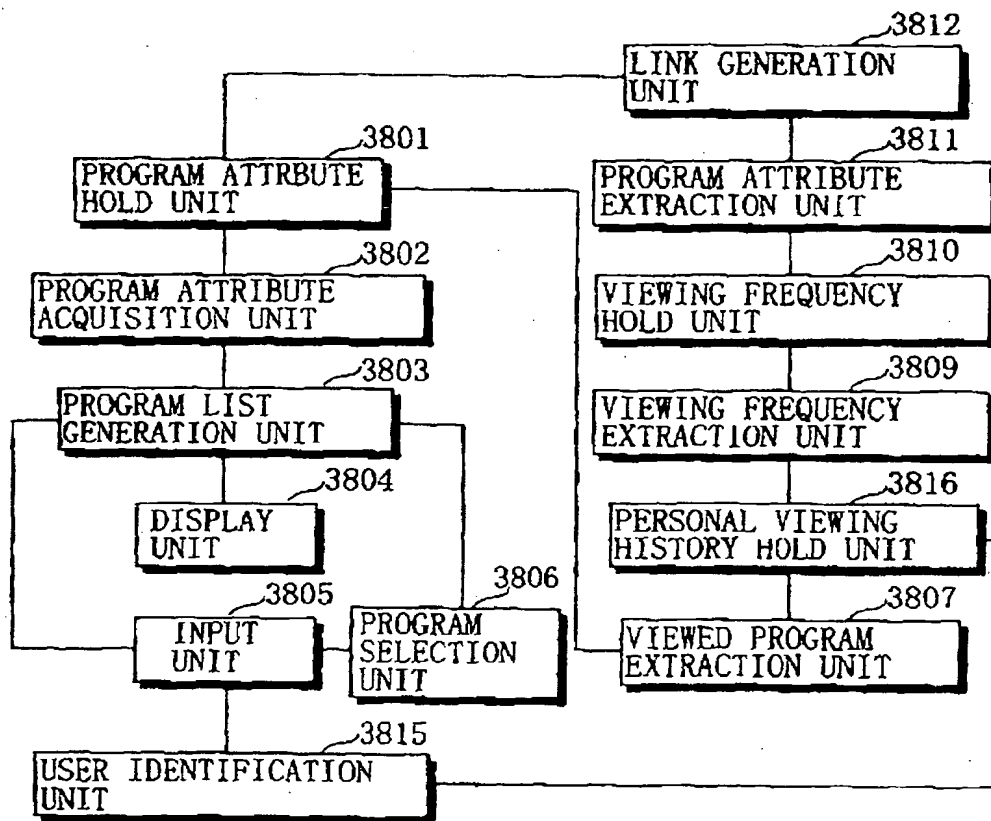 3812
LINK GENERATION
UNIT
3801
PROGRAM ATTRBUTE
HOLD UNIT
3811
PROGRAM ATTRIBUTE
EXTRACTION UNIT
3802
PROGRAM ATTRIBUTE
ACQUISITION UNIT
3810
VIEWING FREQUENCY
HOLD UNIT
3803
PROGRAM LIST
GENERATION UNIT
3809
VIEWING FREQUENCY
EXTRACTION UNIT
3804
DISPLAY
UNIT
3816
PERSONAL VIEWING
HISTORY HOLD UNIT
3805
INPUT
UNIT
3806
PROGRAM
SELECTION
UNIT
3807
VIEWED PROGRAM
EXTRACTION UNIT
3815
USER IDENTIFICATION
UNIT